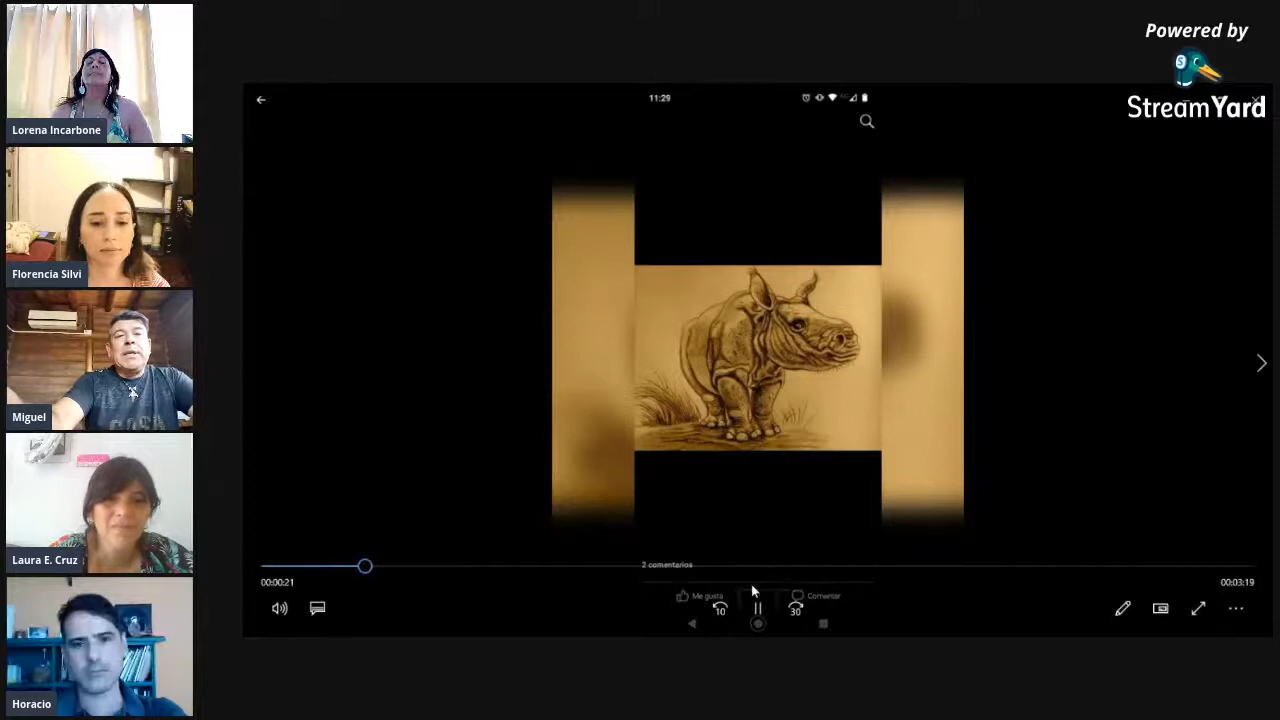 Powered by
StreamYard
Lorena Incarbone
Florencia Silvi
Miguel
Laura E. Cruz
Horacio
11:29
2 comentarios
00:00:21
00:03:19
Me gusta
Comentar
10
30